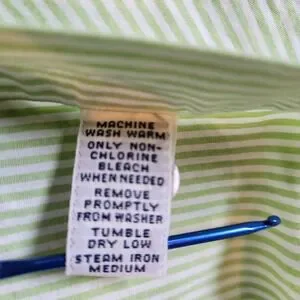 MACHINE
WASH WARM
ONLY NON-
CHLORINE
BLEACH
WHEN NEEDED
REMOVE
PROMPTLY
FROM WASHER
TUMBLE
DRY LOW
STEAM IRON
MEDIUM